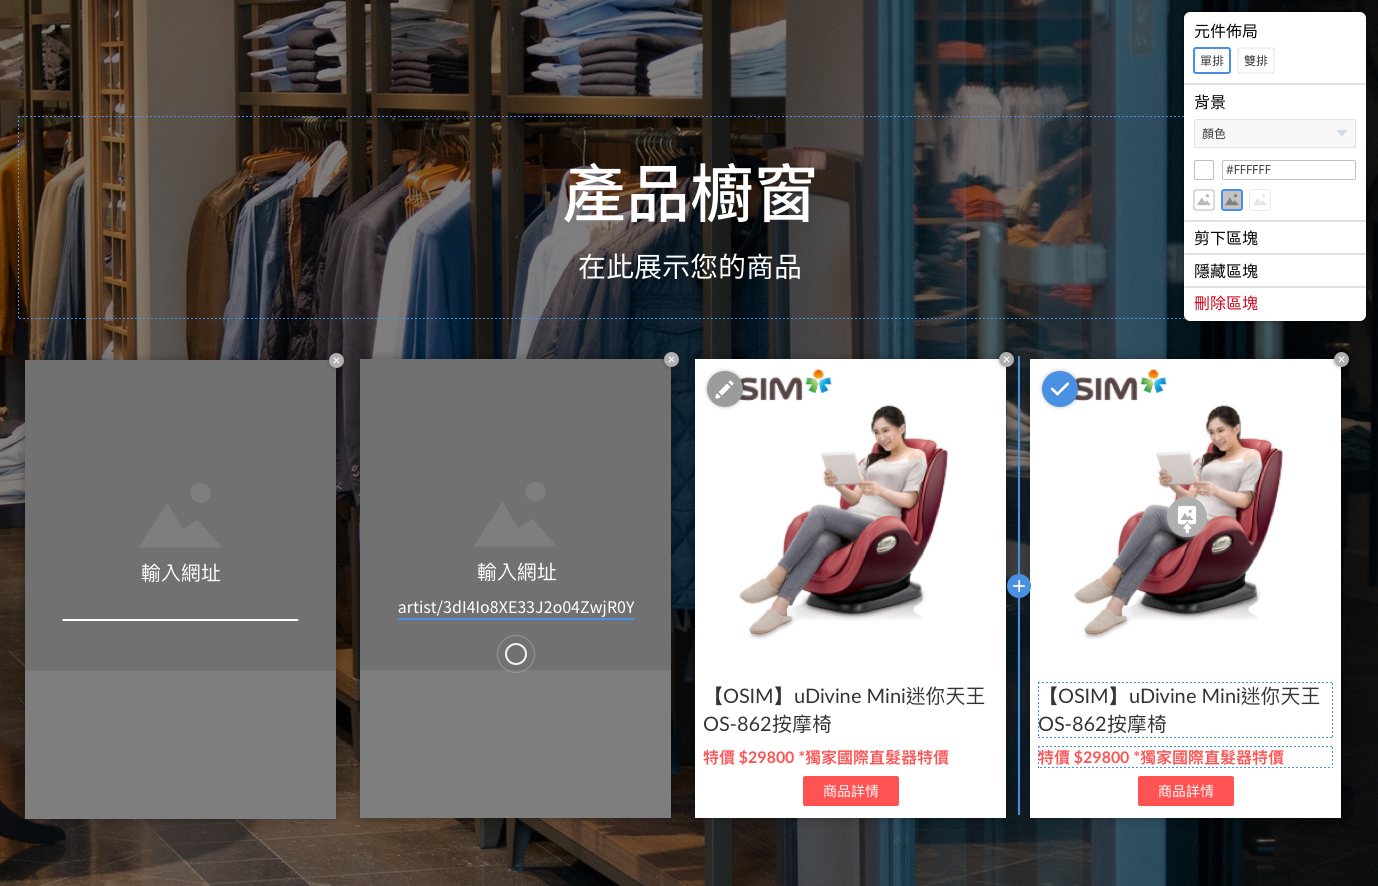 元件佈局
單排
雙排
背景
顏色
#FFFFFF
剪下區塊
隱藏區塊
刪除區塊
產品櫥窗
在此展示您的商品
輸入網址
輸入網址
artist/3dI4Io8XE33J2o04ZwjR0Y
SIM
【OSIM】uDivine Mini迷你天王
OS-862按摩椅
特價 $29800 *獨家國際直髮器特價
商品詳情
SIM
【OSIM】uDivine Mini迷你天王
OS-862按摩椅
特價 $29800 *獨家國際直髮器特價
商品詳情